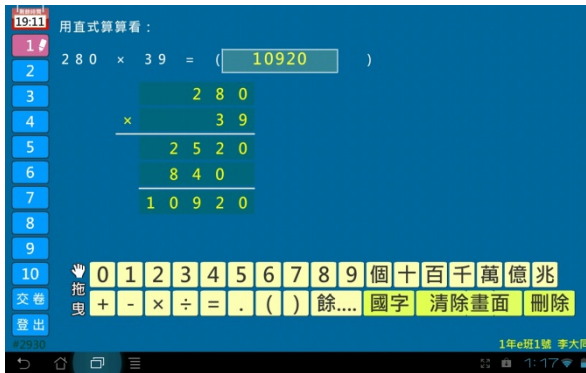 19:11
用直式算算看：
280 × 39 = ( 10920 )
1
2
3
4
5
6
7
8
9
10
交卷
登出
280
× 39
2520
840
10920
拖曳
0 1 2 3 4 5 6 7 8 9 個 十 百 千 萬 億 兆
+ - × ÷ = . ( ) 餘.... 國字 清除畫面 刪除
#2930
1年e班1號 李大同
1:17